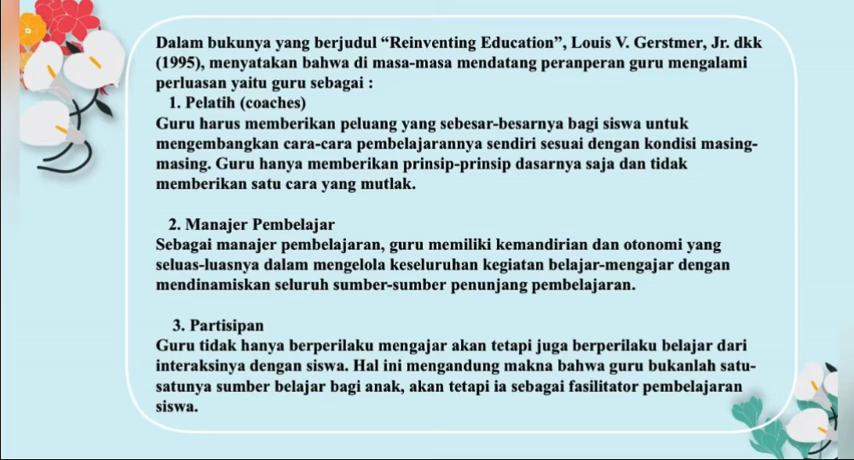 Dalam bukunya yang berjudul “Reinventing Education”, Louis V. Gerstmer, Jr. dkk
(1995), menyatakan bahwa di masa-masa mendatang peranperan guru mengalami
perluasan yaitu guru sebagai :
1. Pelatih (coaches)
Guru harus memberikan peluang yang sebesar-besarnya bagi siswa untuk
mengembangkan cara-cara pembelajarannya sendiri sesuai dengan kondisi masing-
masing. Guru hanya memberikan prinsip-prinsip dasarnya saja dan tidak
memberikan satu cara yang mutlak.
2. Manajer Pembelajar
Sebagai manajer pembelajaran, guru memiliki kemandirian dan otonomi yang
seluas-luasnya dalam mengelola keseluruhan kegiatan belajar-mengajar dengan
mendinamiskan seluruh sumber-sumber penunjang pembelajaran.
3. Partisipan
Guru tidak hanya berperilaku mengajar akan tetapi juga berperilaku belajar dari
interaksinya dengan siswa. Hal ini mengandung makna bahwa guru bukanlah satu-
satunya sumber belajar bagi anak, akan tetapi ia sebagai fasilitator pembelajaran
siswa.